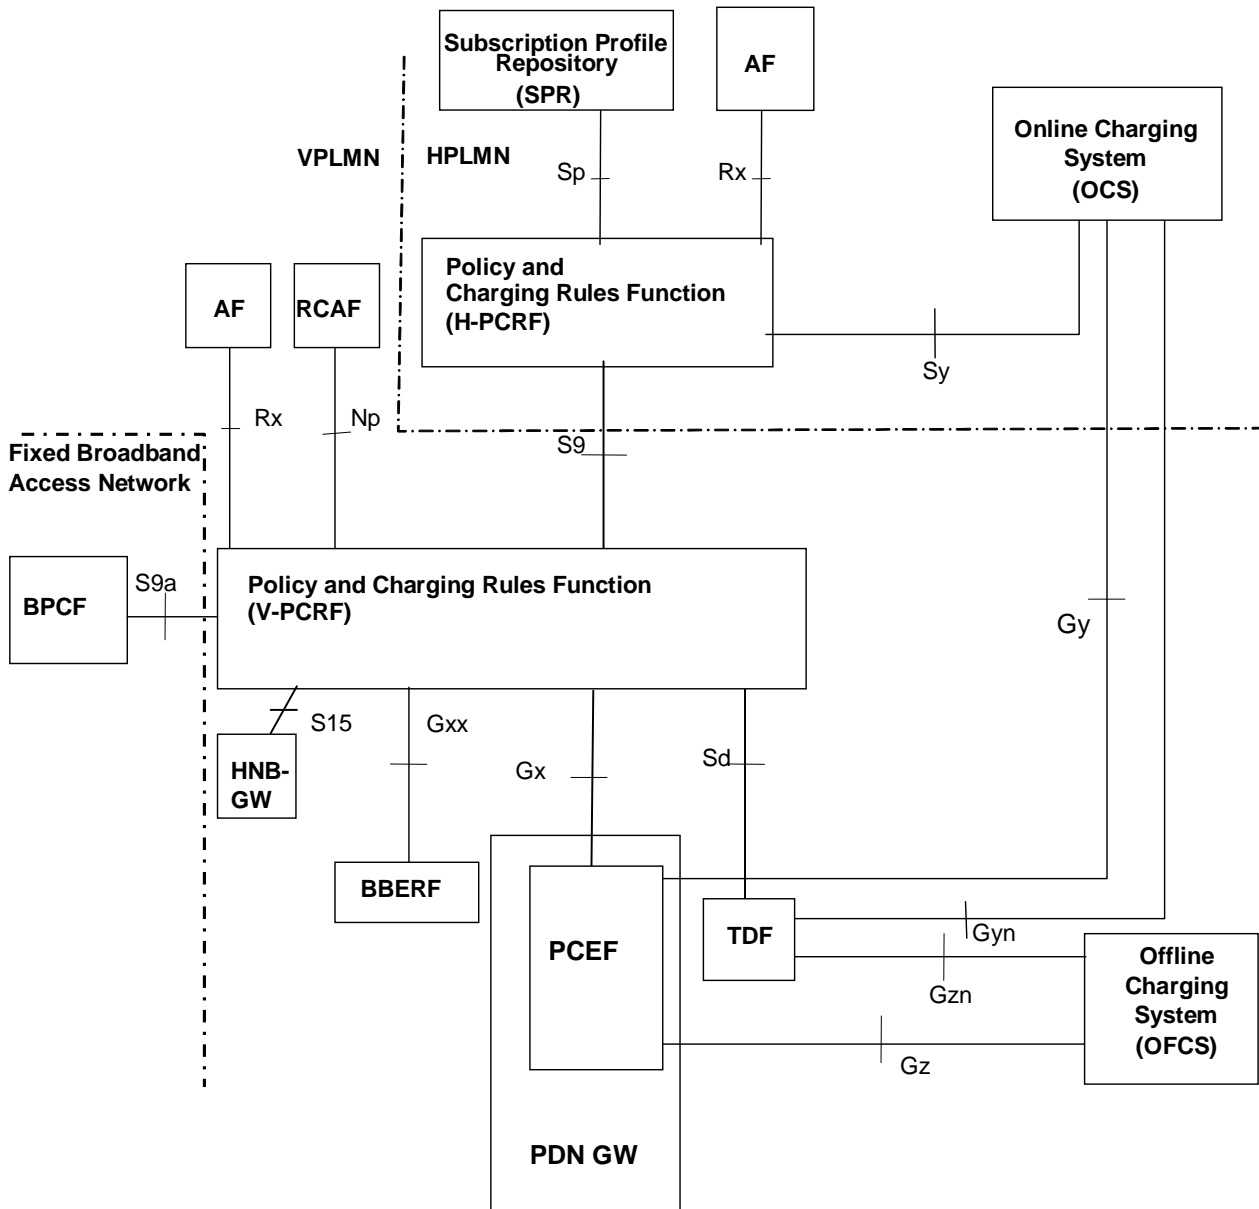 Subscription Profile
Repository
(SPR)
AF
Online Charging
System
(OCS)
VPLMN
HPLMN
Sp
Rx
Policy and
Charging Rules Function
(H-PCRF)
AF
RCAF
Sy
Rx
Np
S9
Fixed Broadband
Access Network
BPCF
S9a
Policy and Charging Rules Function
(V-PCRF)
Gy
S15
Gxx
Gx
Sd
HNB-
GW
BBERF
PCEF
TDF
Gyn
Gzn
Offline
Charging
System
(OFCS)
Gz
PDN GW